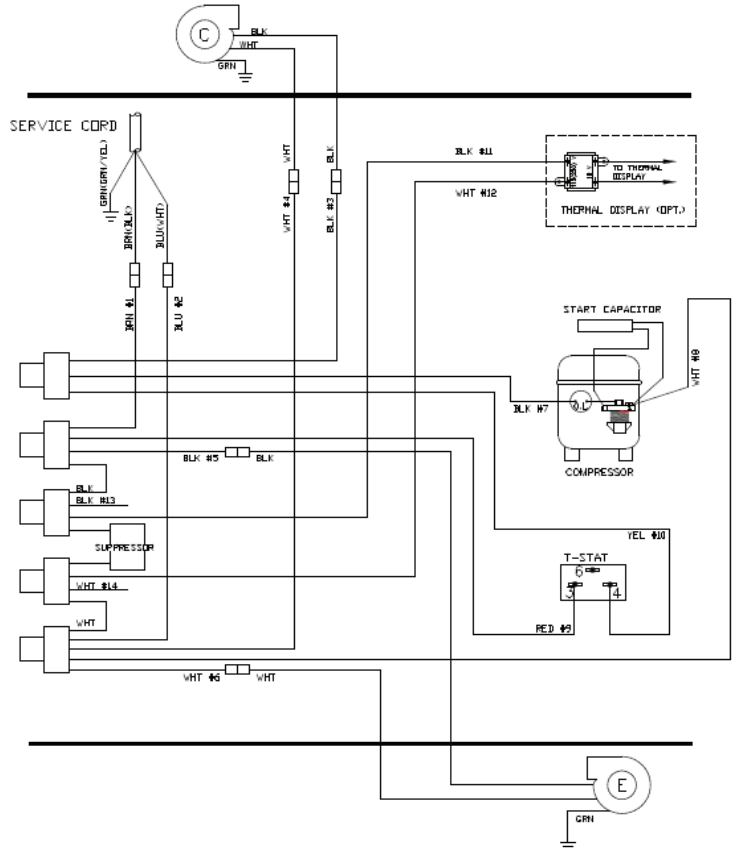 C
BLK
WHT
GRN
SERVICE CORD
GRN(GRN/YEL)
BRN(BLK)
BLU(WHT)
WHT
BLK
WHT #4
BLK #3
BLK #11
WHT #12
TO THERMAL
DISPLAY
THERMAL DISPLAY (OPT.)
BRN #1
BLU #2
START CAPACITOR
WHT #8
BLK #7
O.L.
COMPRESSOR
BLK #5
BLK
BLK
BLK #13
SUPPRESSOR
YEL #10
T-STAT
6
3
4
WHT #14
WHT
RED #9
WHT #6
WHT
E
GRN